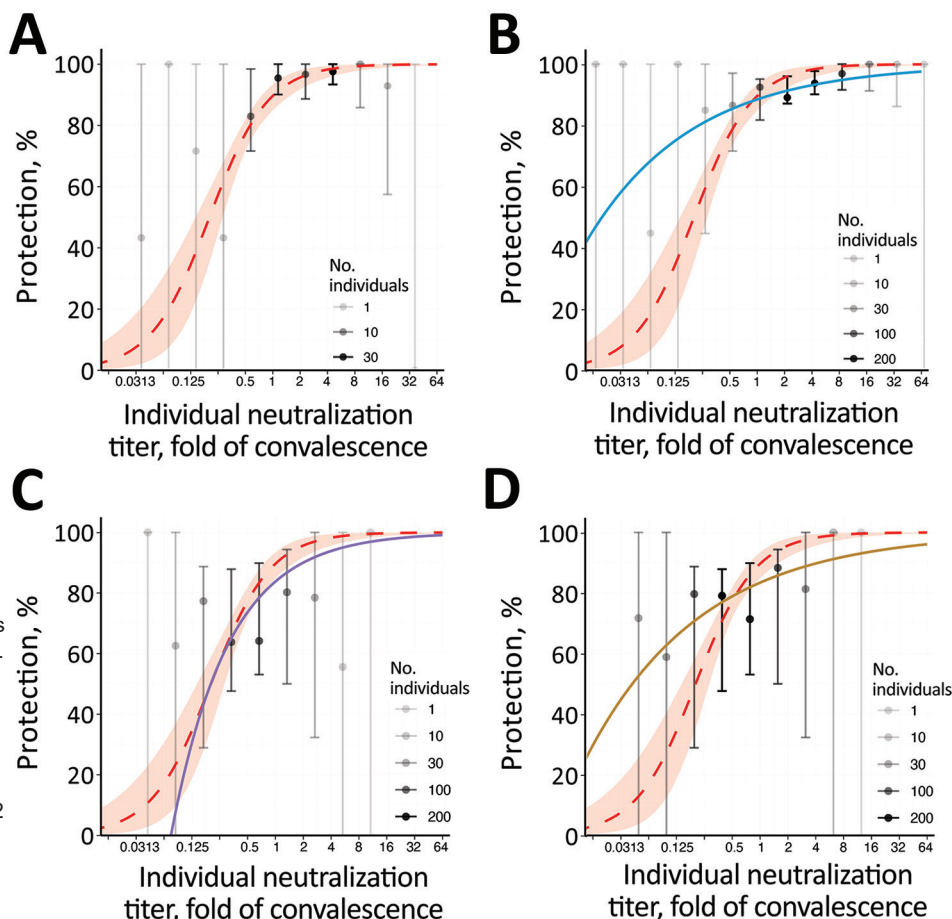 A
Protection, %
100
80
60
40
20
0
No.
individuals
1
10
30
0.0313 0.125 0.5 1 2 4 8 16 32 64
Individual neutralization
titer, fold of convalescence
B
Protection, %
100
80
60
40
20
0
No.
individuals
1
10
30
100
200
0.0313 0.125 0.5 1 2 4 8 16 32 64
Individual neutralization
titer, fold of convalescence
C
Protection, %
100
80
60
40
20
0
No.
individuals
1
10
30
100
200
0.0313 0.125 0.5 1 2 4 8 16 32 64
Individual neutralization
titer, fold of convalescence
D
Protection, %
100
80
60
40
20
0
No.
individuals
1
10
30
100
200
0.0313 0.125 0.5 1 2 4 8 16 32 64
Individual neutralization
titer, fold of convalescence
s
2